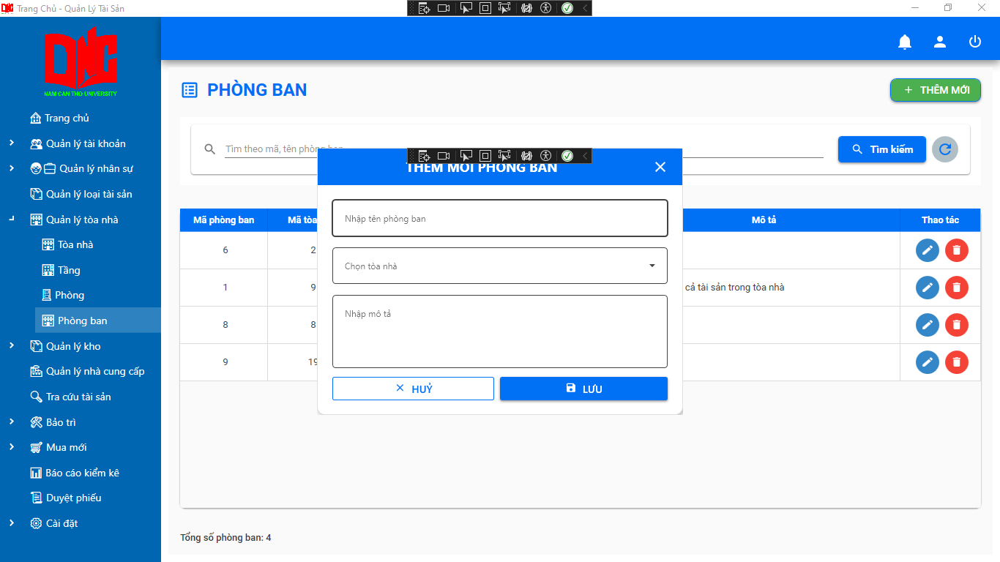 Trang Chủ - Quản Lý Tài Sản
DNC
NAM CAN THO UNIVERSITY
Trang chủ
Quản lý tài khoản
Quản lý nhân sự
Quản lý loại tài sản
Quản lý tòa nhà
Tòa nhà
Tầng
Phòng
Phòng ban
Quản lý kho
Quản lý nhà cung cấp
Tra cứu tài sản
Bảo trì
Mua mới
Báo cáo kiểm kê
Duyệt phiếu
Cài đặt
PHÒNG BAN
+ THÊM MỚI
Tìm theo mã, tên phòng ban
Tìm kiếm
THÊM MỚI PHÒNG BAN
Nhập tên phòng ban
Chọn tòa nhà
Nhập mô tả
HUỶ
LƯU
Mã phòng ban Mã tòa Mô tả Thao tác
6 2
1 9 cả tài sản trong tòa nhà
8 8
9 19
Tổng số phòng ban: 4